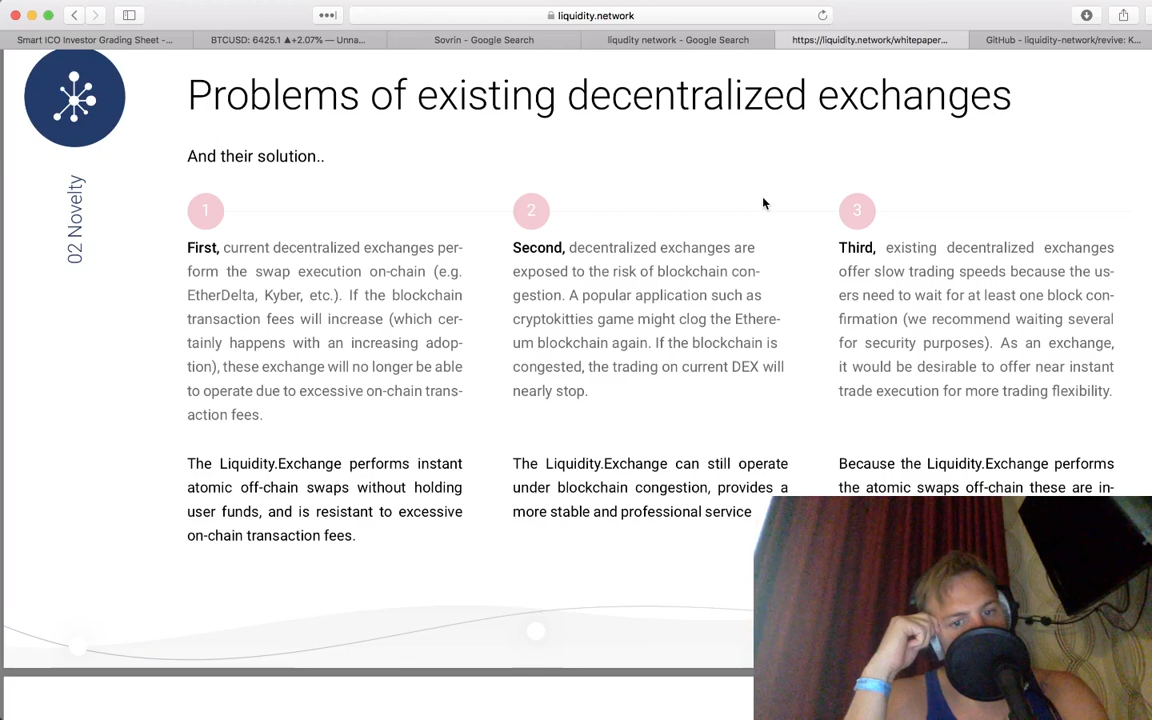 liquidity.network
Smart ICO Investor Grading Sheet -...
BTCUSD: 6425.1 ▲+2.07% — Unna...
Sovrin - Google Search
liqudity network - Google Search
https://liquidity.network/whitepaper...
GitHub - liquidity-network/revive: K...
Problems of existing decentralized exchanges
And their solution..
02 Novelty
1
First, current decentralized exchanges per-
form the swap execution on-chain (e.g.
EtherDelta, Kyber, etc.). If the blockchain
transaction fees will increase (which cer-
tainly happens with an increasing adop-
tion), these exchange will no longer be able
to operate due to excessive on-chain trans-
action fees.
The Liquidity.Exchange performs instant
atomic off-chain swaps without holding
user funds, and is resistant to excessive
on-chain transaction fees.
2
Second, decentralized exchanges are
exposed to the risk of blockchain con-
gestion. A popular application such as
cryptokitties game might clog the Ethere-
um blockchain again. If the blockchain is
congested, the trading on current DEX will
nearly stop.
The Liquidity.Exchange can still operate
under blockchain congestion, provides a
more stable and professional service
3
Third, existing decentralized exchanges
offer slow trading speeds because the us-
ers need to wait for at least one block con-
firmation (we recommend waiting several
for security purposes). As an exchange,
it would be desirable to offer near instant
trade execution for more trading flexibility.
Because the Liquidity.Exchange performs
the atomic swaps off-chain these are in-